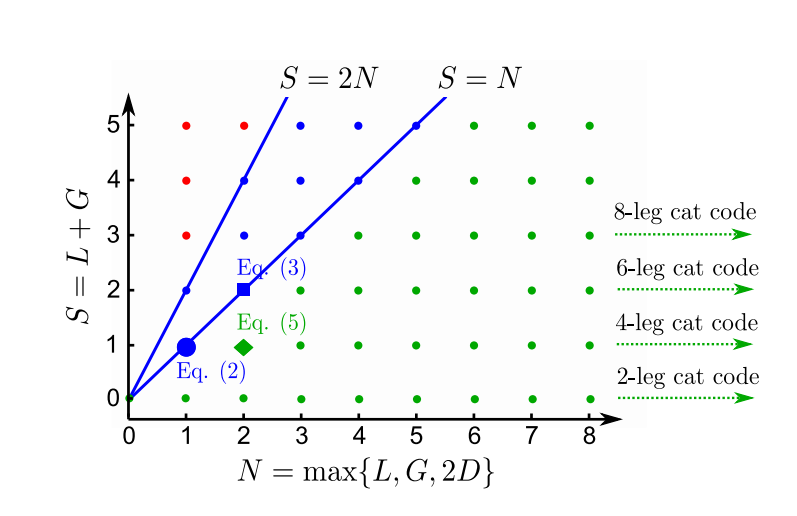 S = 2N
S = N
5
4
3
2
1
0
S = L + G
Eq. (3)
Eq. (5)
Eq. (2)
8-leg cat code
6-leg cat code
4-leg cat code
2-leg cat code
0 1 2 3 4 5 6 7 8
N = max{L, G, 2D}